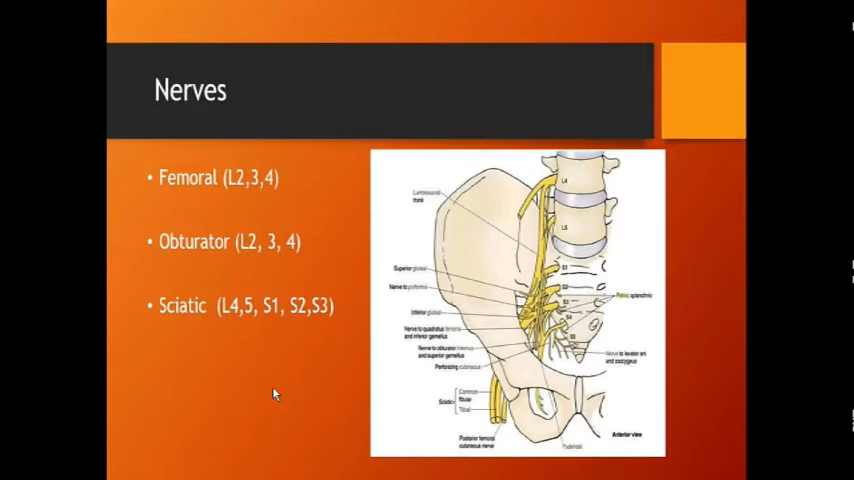 Nerves
• Femoral (L2,3,4)
• Obturator (L2, 3, 4)
• Sciatic (L4,5, S1, S2,S3)
Lumbosacral
trunk
Superior gluteal
Nerve to piriformis
Inferior gluteal
Nerve to quadratus femoris
and inferior gemellus
Nerve to obturator internus
and superior gemellus
Perforating cutaneous
Sciatic
Common
fibular
Tibial
Posterior femoral
cutaneous nerve
L4
L5
S1
S2
S3
S4
S5
Pelvic splanchnic
Nerve to levator ani
and coccygeus
Anterior view
Pudendal